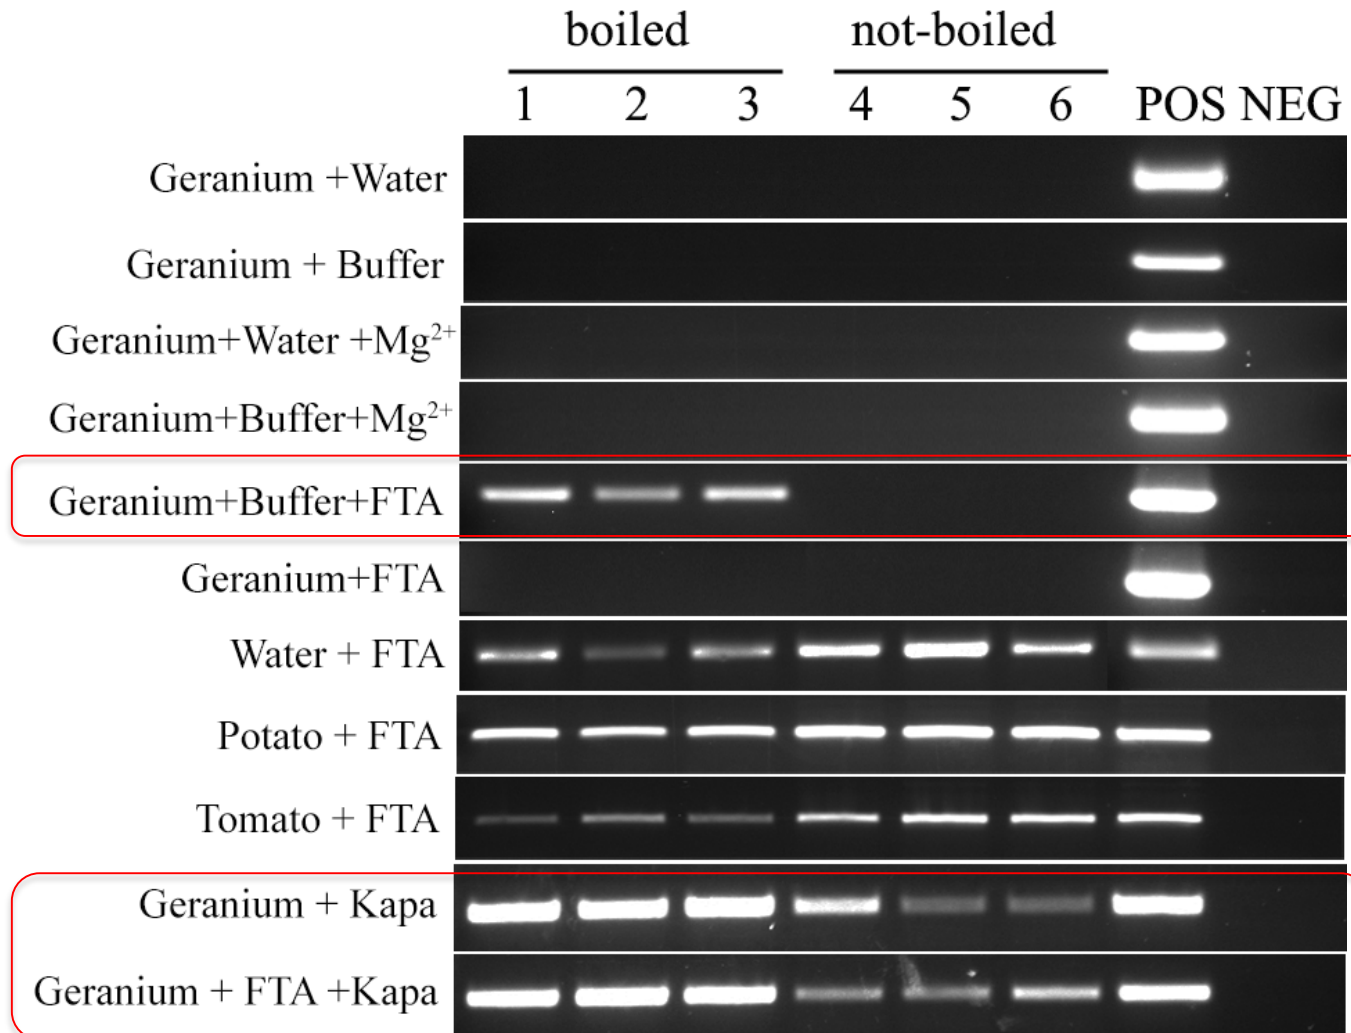 boiled not-boiled
1 2 3 4 5 6 POS NEG
Geranium +Water
Geranium + Buffer
Geranium+Water +Mg²⁺
Geranium+Buffer+Mg²⁺
Geranium+Buffer+FTA
Geranium+FTA
Water + FTA
Potato + FTA
Tomato + FTA
Geranium + Kapa
Geranium + FTA +Kapa